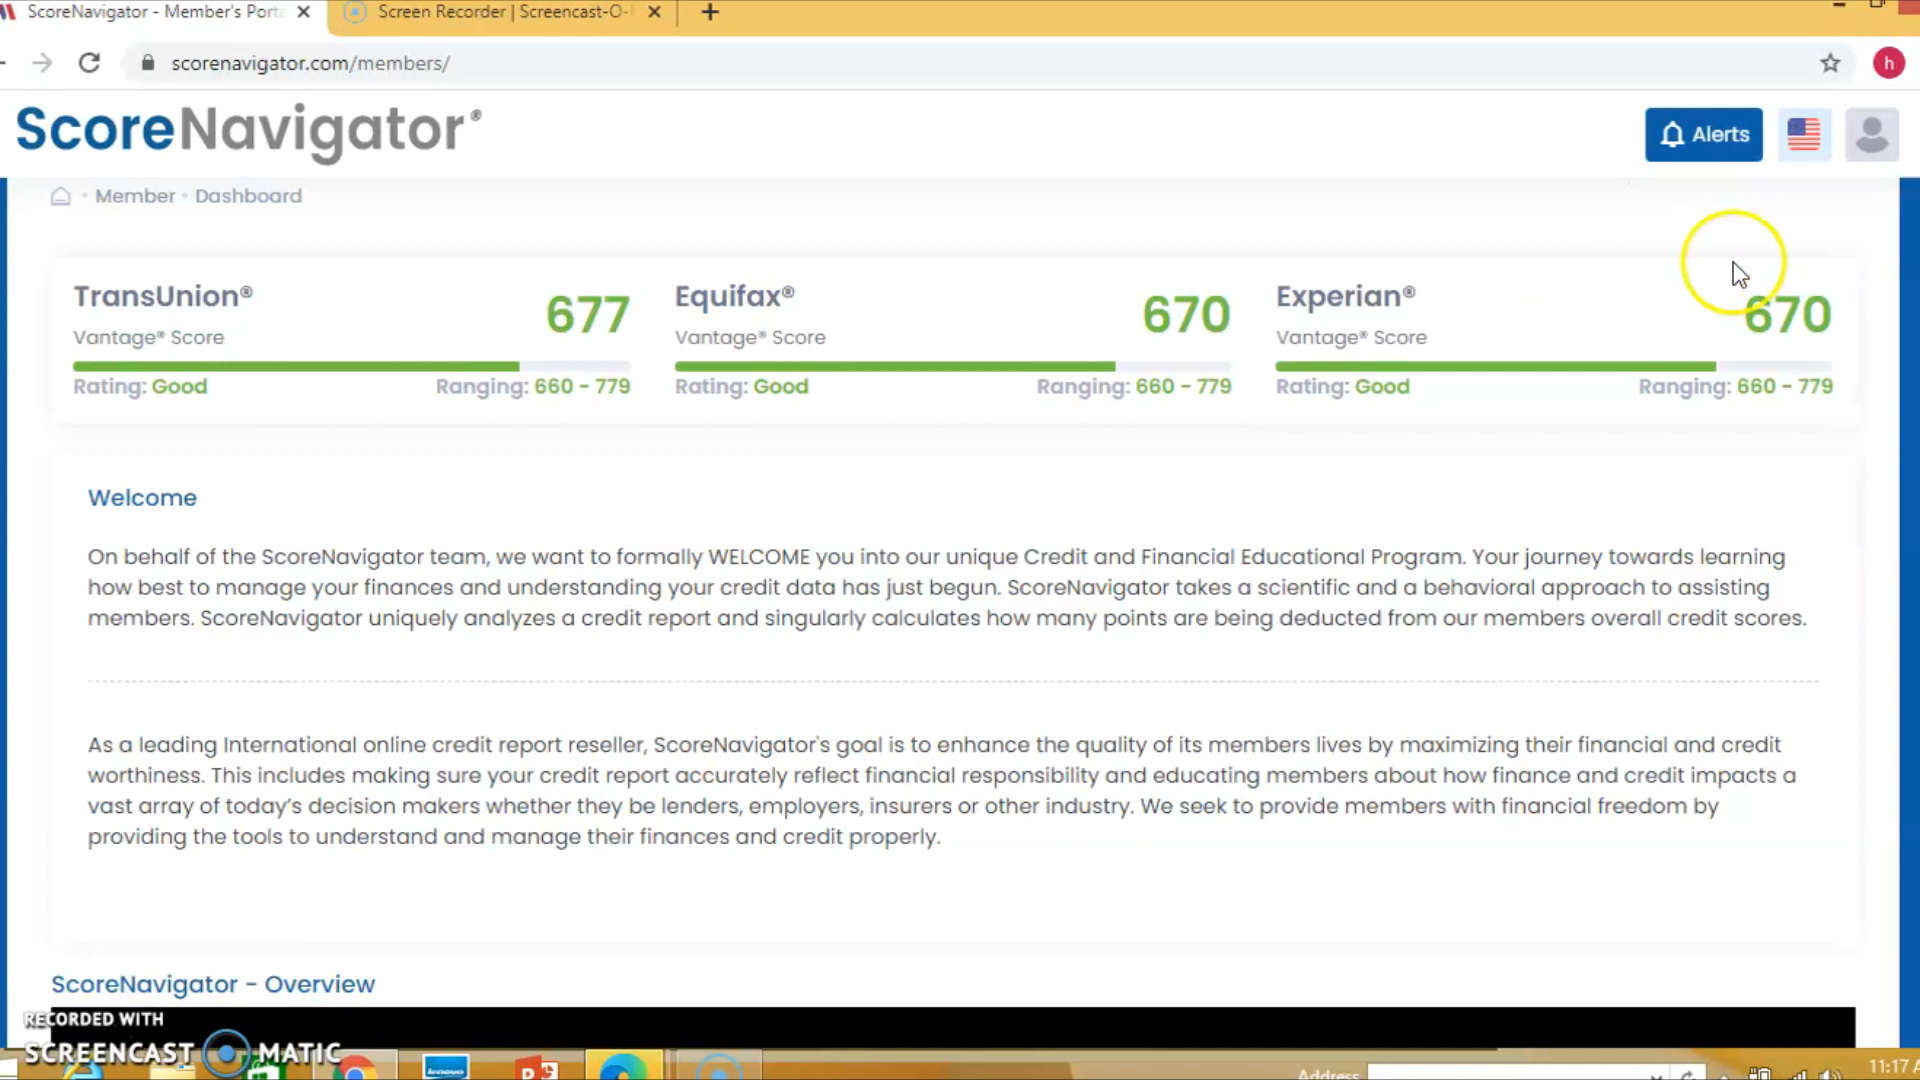 ScoreNavigator - Member's Port
Screen Recorder | Screencast-O-
scorenavigator.com/members/
h
ScoreNavigator®
Alerts
Member • Dashboard
TransUnion® 677
Vantage® Score
Rating: Good Ranging: 660 - 779
Equifax® 670
Vantage® Score
Rating: Good Ranging: 660 - 779
Experian® 670
Vantage® Score
Rating: Good Ranging: 660 - 779
Welcome
On behalf of the ScoreNavigator team, we want to formally WELCOME you into our unique Credit and Financial Educational Program. Your journey towards learning
how best to manage your finances and understanding your credit data has just begun. ScoreNavigator takes a scientific and a behavioral approach to assisting
members. ScoreNavigator uniquely analyzes a credit report and singularly calculates how many points are being deducted from our members overall credit scores.
As a leading International online credit report reseller, ScoreNavigator's goal is to enhance the quality of its members lives by maximizing their financial and credit
worthiness. This includes making sure your credit report accurately reflect financial responsibility and educating members about how finance and credit impacts a
vast array of today's decision makers whether they be lenders, employers, insurers or other industry. We seek to provide members with financial freedom by
providing the tools to understand and manage their finances and credit properly.
ScoreNavigator - Overview
RECORDED WITH
SCREENCAST MATIC
lenovo
Address
11:17 A